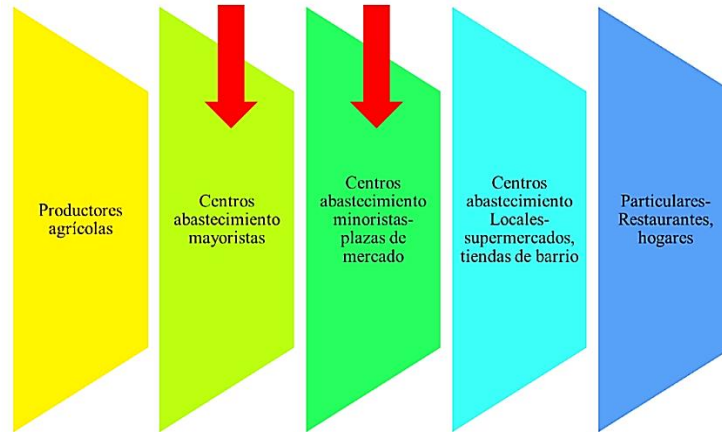 Productores
agrícolas
Centros
abastecimiento
mayoristas
Centros
abastecimiento
minoristas-
plazas de
mercado
Centros
abastecimiento
Locales-
supermercados,
tiendas de barrio
Particulares-
Restaurantes,
hogares